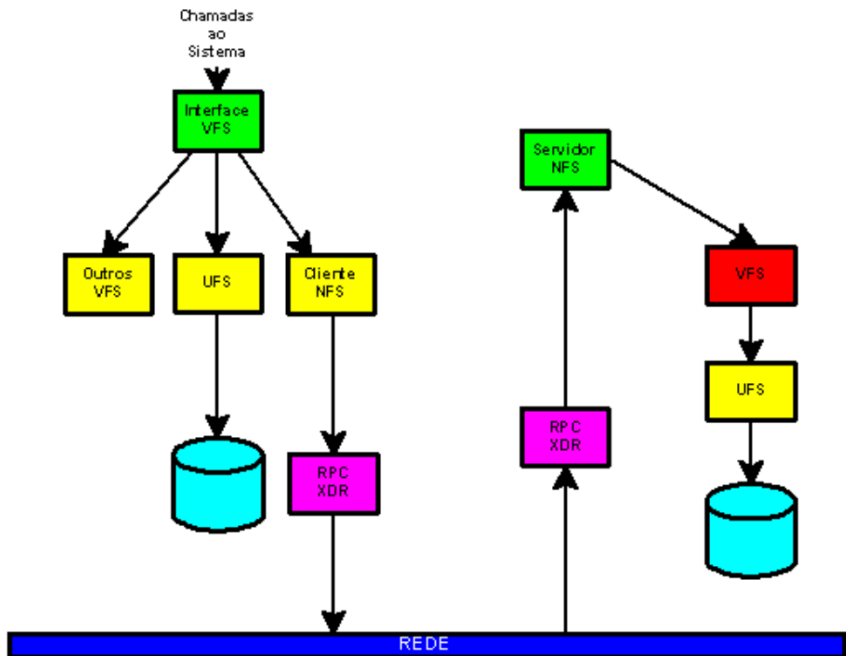 Chamadas
ao
Sistema
Interface
VFS
Outros
VFS
UFS
Cliente
NFS
RPC
XDR
Servidor
NFS
VFS
UFS
RPC
XDR
REDE